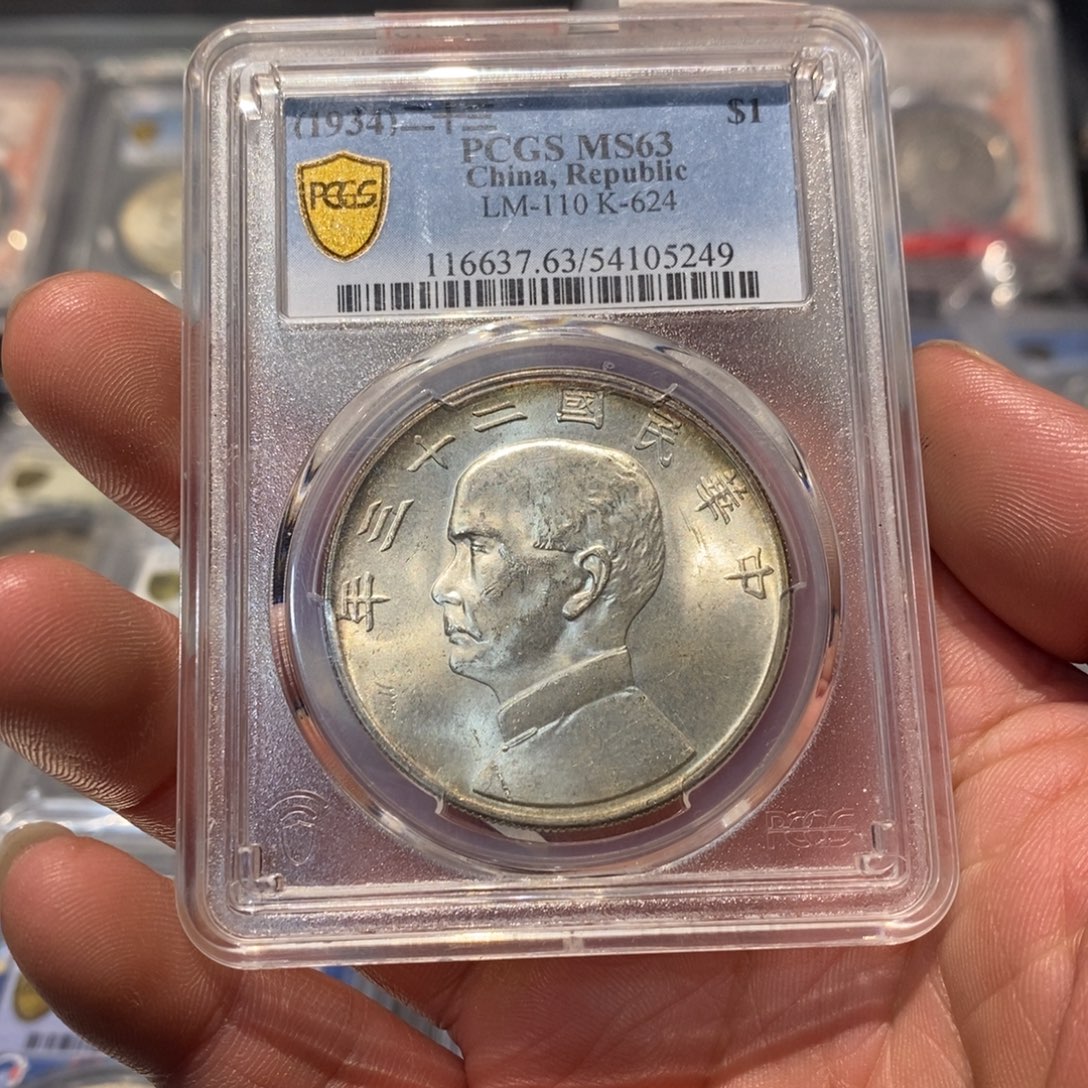 (1934)二十三 $1
PCGS MS63
China, Republic
LM-110 K-624
PCGS
116637.63/54105249
中華民國二十三年
PCGS